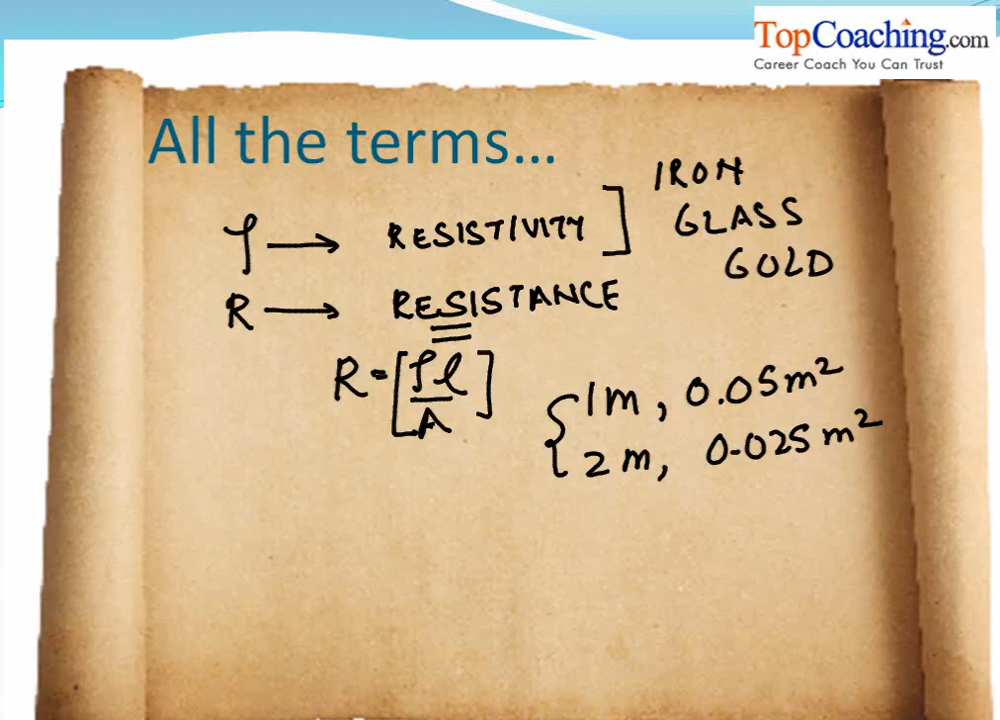 TopCoaching.com
Career Coach You Can Trust
All the terms...
ρ → RESISTIVITY ] IRON
GLASS
GOLD
R → RESISTANCE
R = [ρl/A]
{ 1m, 0.05m²
2m, 0.025m²